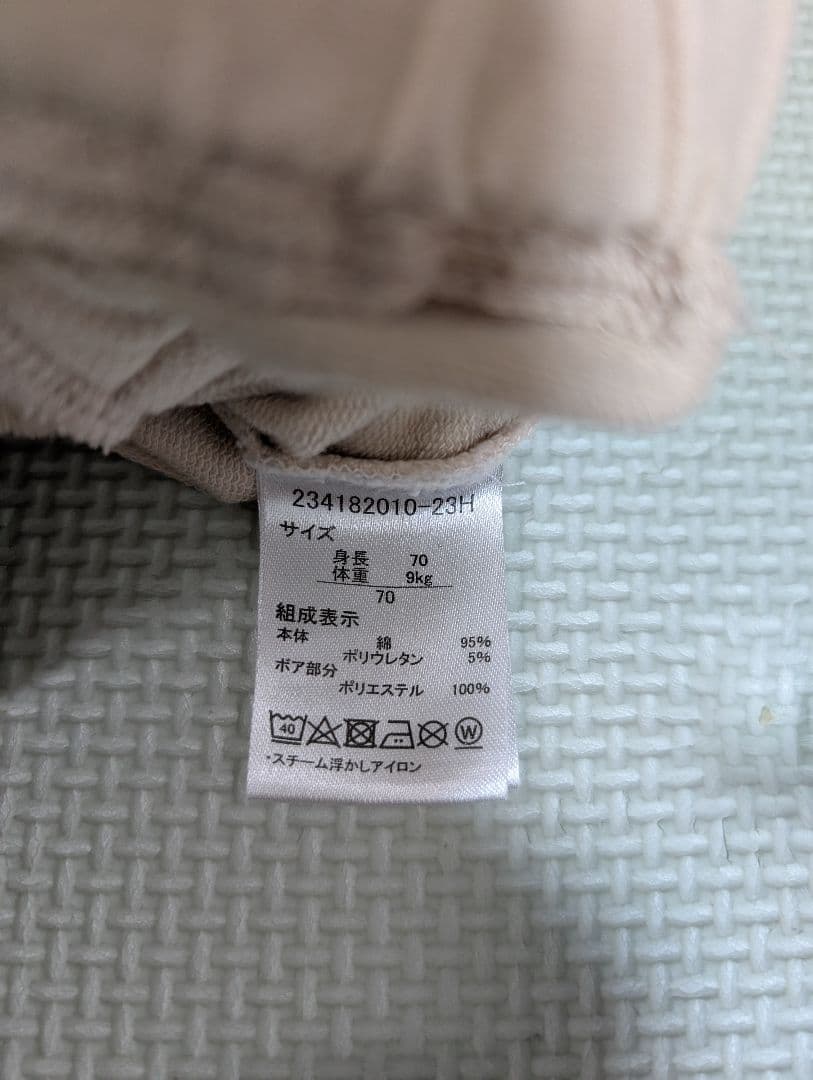 234182010-23H
サイズ
身長 70
体重 9kg
70
組成表示
本体 綿 95%
ポリウレタン 5%
ボア部分
ポリエステル 100%
40 W
・スチーム浮かしアイロン